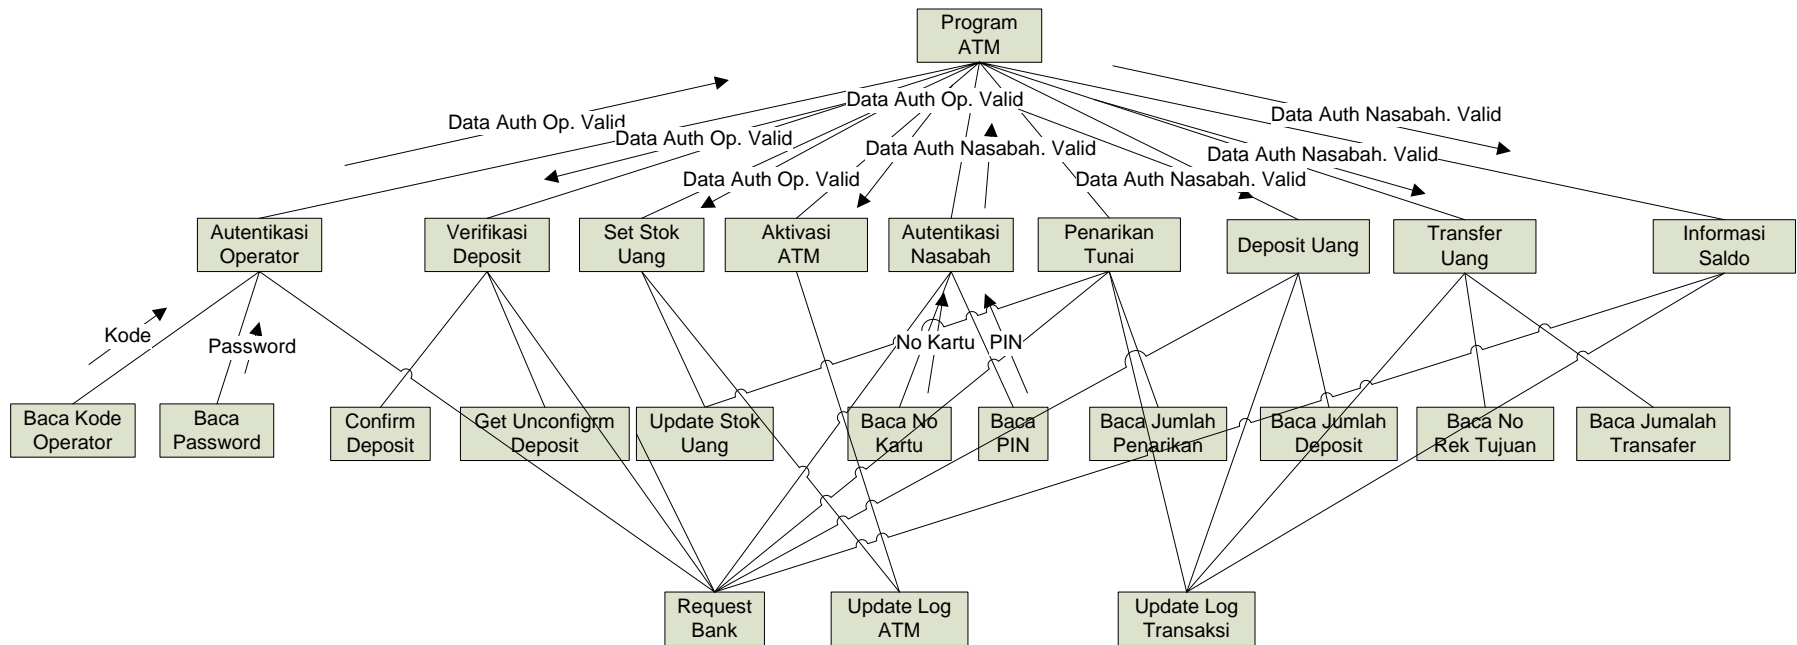 Program
ATM
Data Auth Op. Valid
Data Auth Nasabah. Valid
Data Auth Op. Valid
Data Auth Op. Valid
Data Auth Nasabah. Valid
Data Auth Nasabah. Valid
Data Auth Op. Valid
Data Auth Nasabah. Valid
Autentikasi
Operator
Verifikasi
Deposit
Set Stok
Uang
Aktivasi
ATM
Autentikasi
Nasabah
Penarikan
Tunai
Deposit Uang
Transfer
Uang
Informasi
Saldo
Kode
Password
No Kartu
PIN
Baca Kode
Operator
Baca
Password
Confirm
Deposit
Get Unconfigrm
Deposit
Update Stok
Uang
Baca No
Kartu
Baca
PIN
Baca Jumlah
Penarikan
Baca Jumlah
Deposit
Baca No
Rek Tujuan
Baca Jumalah
Transafer
Request
Bank
Update Log
ATM
Update Log
Transaksi